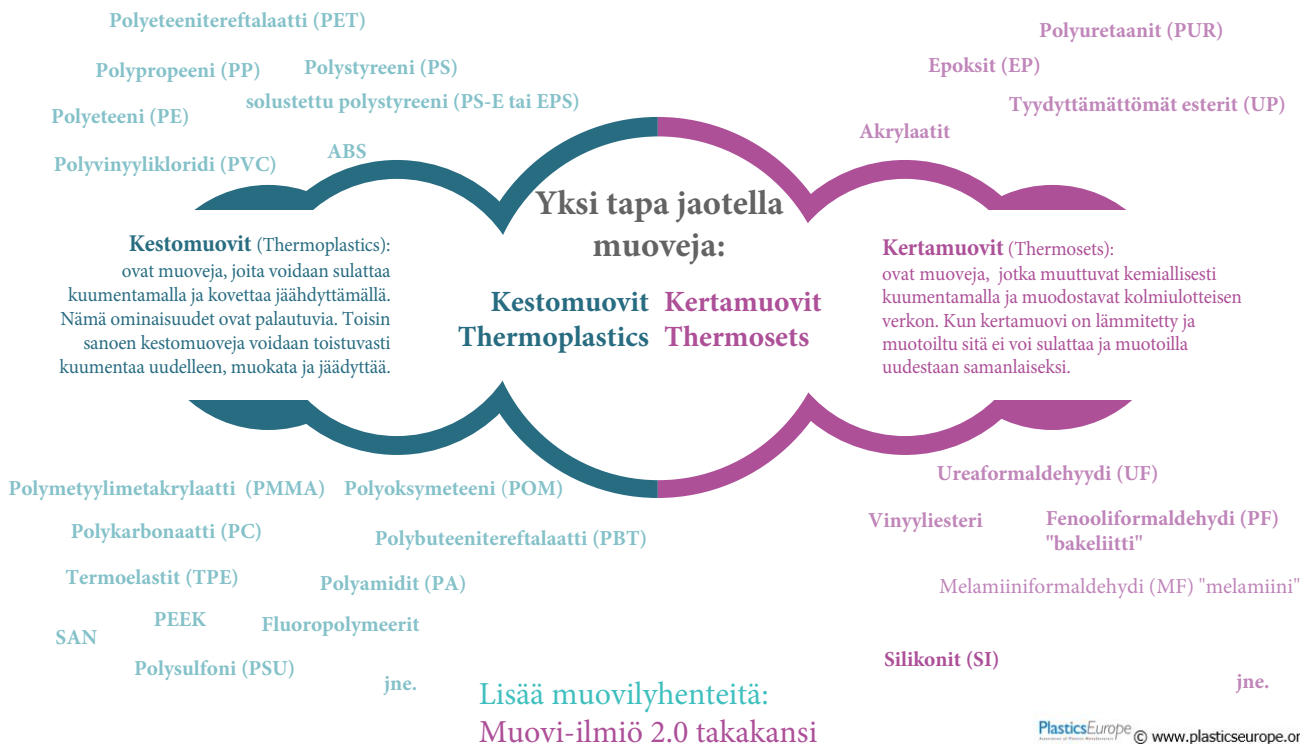 Polyeteenitereftalaatti (PET)
Polypropeeni (PP)
Polystyreeni (PS)
solustettu polystyreeni (PS-E tai EPS)
Polyeteeni (PE)
ABS
Polyvinyylikloridi (PVC)
Polyuretaanit (PUR)
Epoksit (EP)
Tyydyttämättömät esterit (UP)
Akrylaatit
Yksi tapa jaotella
muoveja:
Kestomuovit
Thermoplastics
Kertamuovit
Thermosets
Kestomuovit (Thermoplastics):
ovat muoveja, joita voidaan sulattaa
kuumentamalla ja kovettaa jäähdyttämällä.
Nämä ominaisuudet ovat palautuvia. Toisin
sanoen kestomuoveja voidaan toistuvasti
kuumentaa uudelleen, muokata ja jäädyttää.
Kertamuovit (Thermosets):
ovat muoveja, jotka muuttuvat kemiallisesti
kuumentamalla ja muodostavat kolmiulotteisen
verkon. Kun kertamuovi on lämmitetty ja
muotoiltu sitä ei voi sulattaa ja muotoilla
uudestaan samanlaiseksi.
Polymetyylimetakrylaatti (PMMA)
Polyoksymeteeni (POM)
Polykarbonaatti (PC)
Polybuteenitereftalaatti (PBT)
Termoelastit (TPE)
Polyamidit (PA)
PEEK
Fluoropolymeerit
SAN
Polysulfoni (PSU)
jne.
Ureaformaldehyydi (UF)
Vinyyliesteri
Fenooliformaldehydi (PF)
"bakeliitti"
Melamiiniformaldehydi (MF) "melamiini"
Silikonit (SI)
jne.
Lisää muovilyhenteitä:
Muovi-ilmiö 2.0 takakansi
PlasticsEurope
© www.plasticseurope.or